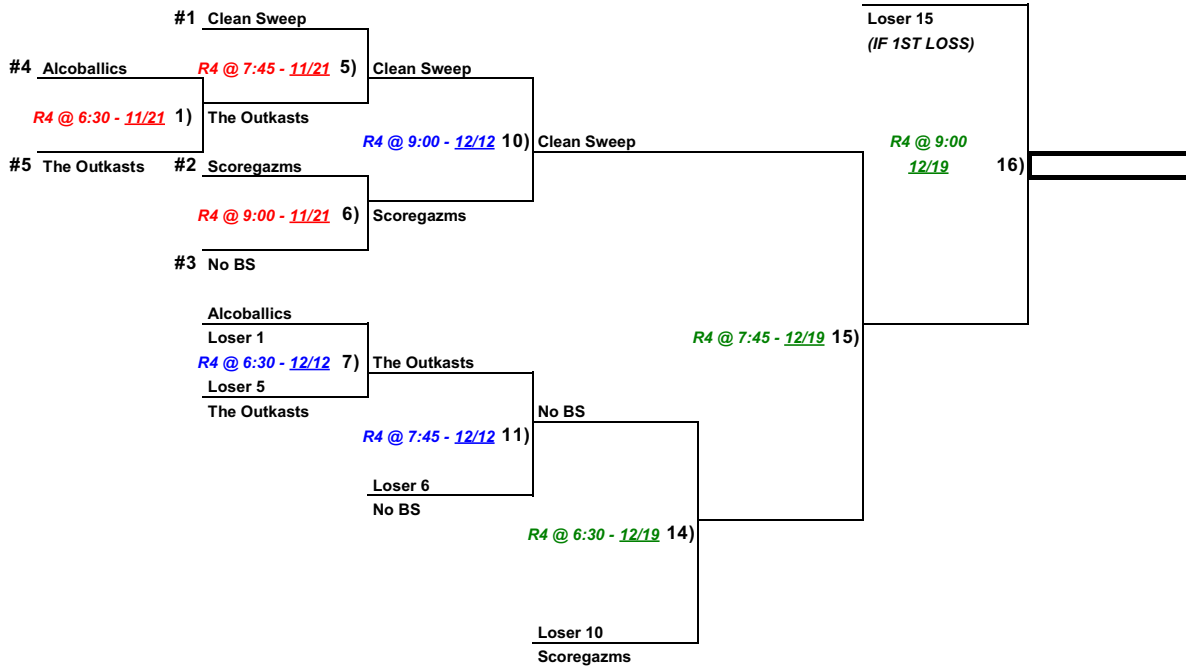 #1 Clean Sweep
Loser 15
(IF 1ST LOSS)
#4 Alcoballics
R4 @ 7:45 - 11/21 5) Clean Sweep
R4 @ 6:30 - 11/21 1) The Outkasts
R4 @ 9:00 - 12/12 10) Clean Sweep
R4 @ 9:00
12/19 16)
#5 The Outkasts
#2 Scoregazms
R4 @ 9:00 - 11/21 6) Scoregazms
#3 No BS
Alcoballics
Loser 1
R4 @ 6:30 - 12/12 7) The Outkasts
Loser 5
The Outkasts
R4 @ 7:45 - 12/19 15)
No BS
R4 @ 7:45 - 12/12 11)
Loser 6
No BS
R4 @ 6:30 - 12/19 14)
Loser 10
Scoregazms